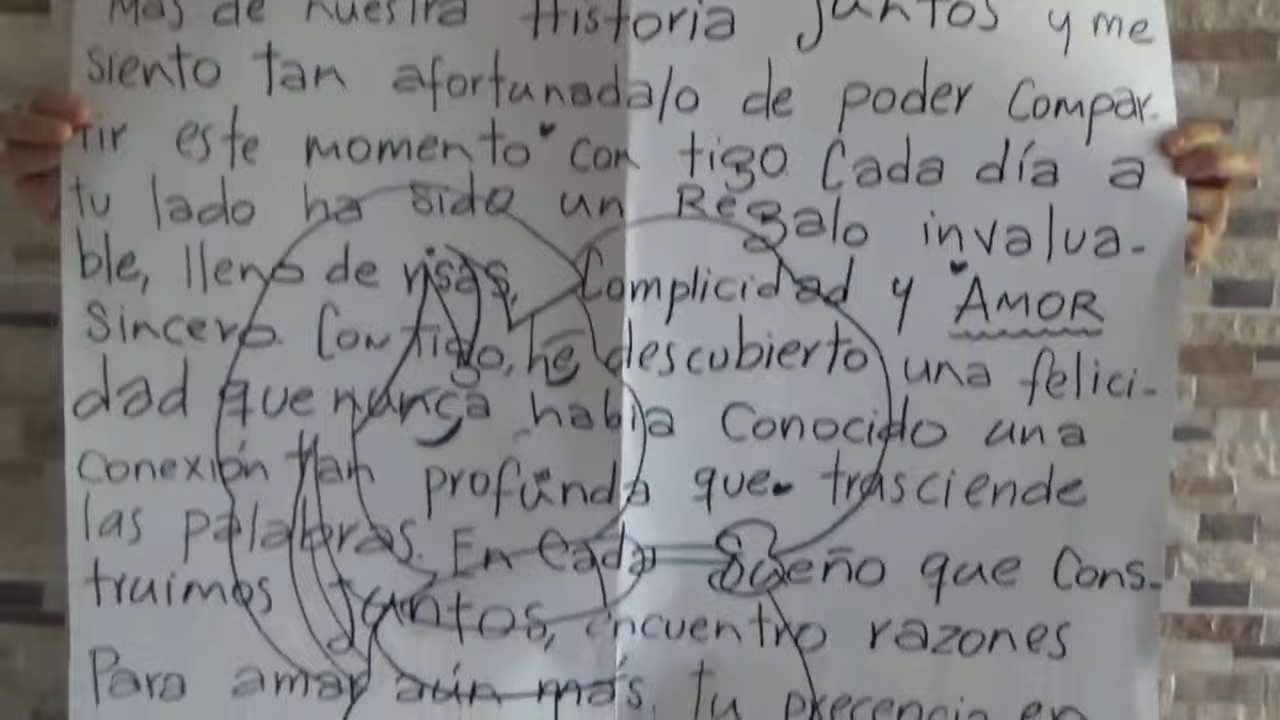 Mas de nuestra Historia juntos y me
siento tan afortunada/o de poder Compar-
tir este momento con tigo. Cada día a
tu lado ha sido un Regalo invalua-
ble, lleno de risas, Complicidad y AMOR
Sincero. Contigo, he descubierto una felici-
dad que nunca había Conocido una
conexión tan profunda que trasciende
las palabras. En Cada Sueño que Cons-
truimos juntos, encuentro razones
Para amar aún más. Tu precencia en